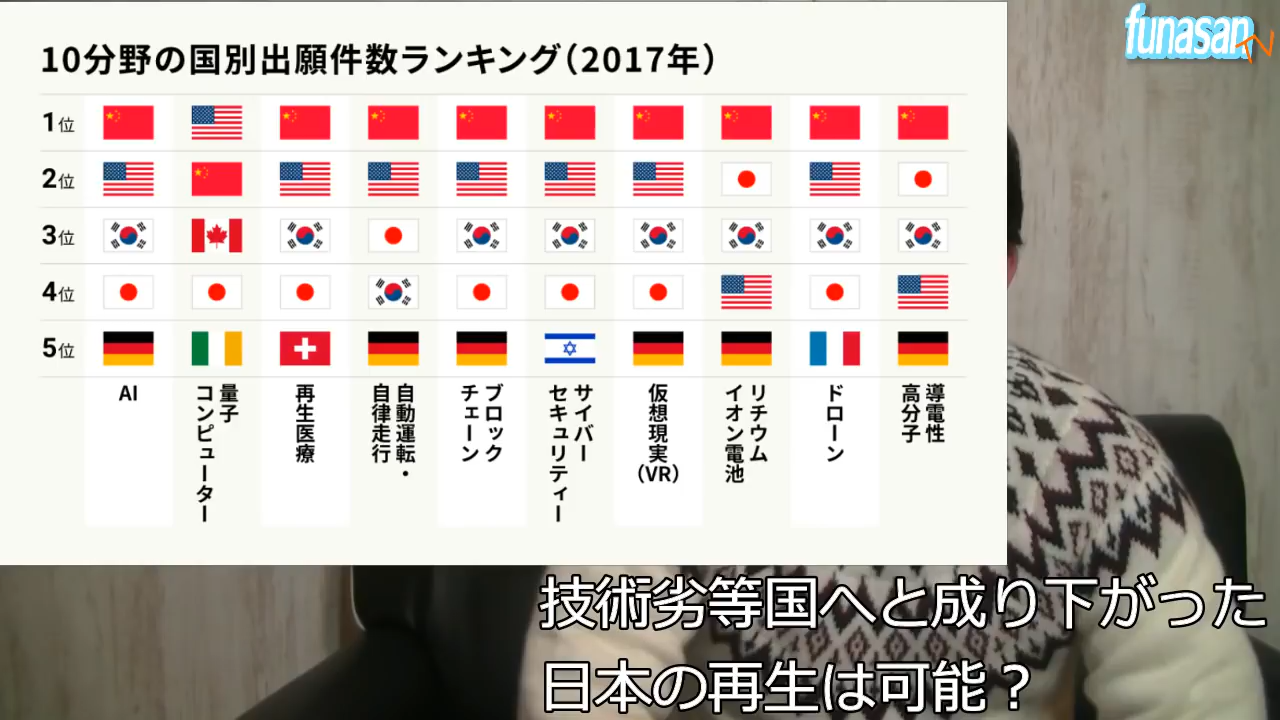 funasan TV
10分野の国別出願件数ランキング（2017年）
1位
2位
3位
4位
5位
AI
量子
コンピューター
再生医療
自動運転・
自律走行
ブロック
チェーン
サイバー
セキュリティー
仮想現実
（VR）
リチウム
イオン電池
ドローン
導電性
高分子
技術劣等国へと成り下がった
日本の再生は可能？